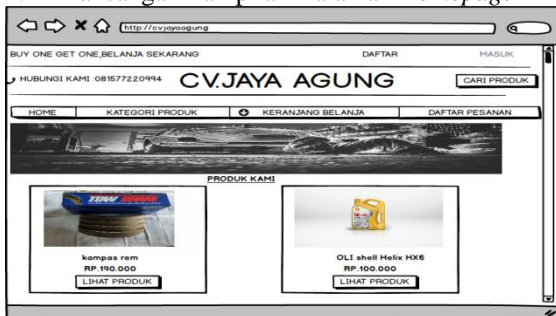 http://cvjayaagung
BUY ONE GET ONE,BELANJA SEKARANG DAFTAR MASUK
HUBUNGI KAMI :081577220994 CV.JAYA AGUNG CARI PRODUK
HOME KATEGORI PRODUK KERANJANG BELANJA DAFTAR PESANAN
PRODUK KAMI
kampas rem OLI shell Helix HX6
RP.190.000 RP.100.000
LIHAT PRODUK LIHAT PRODUK